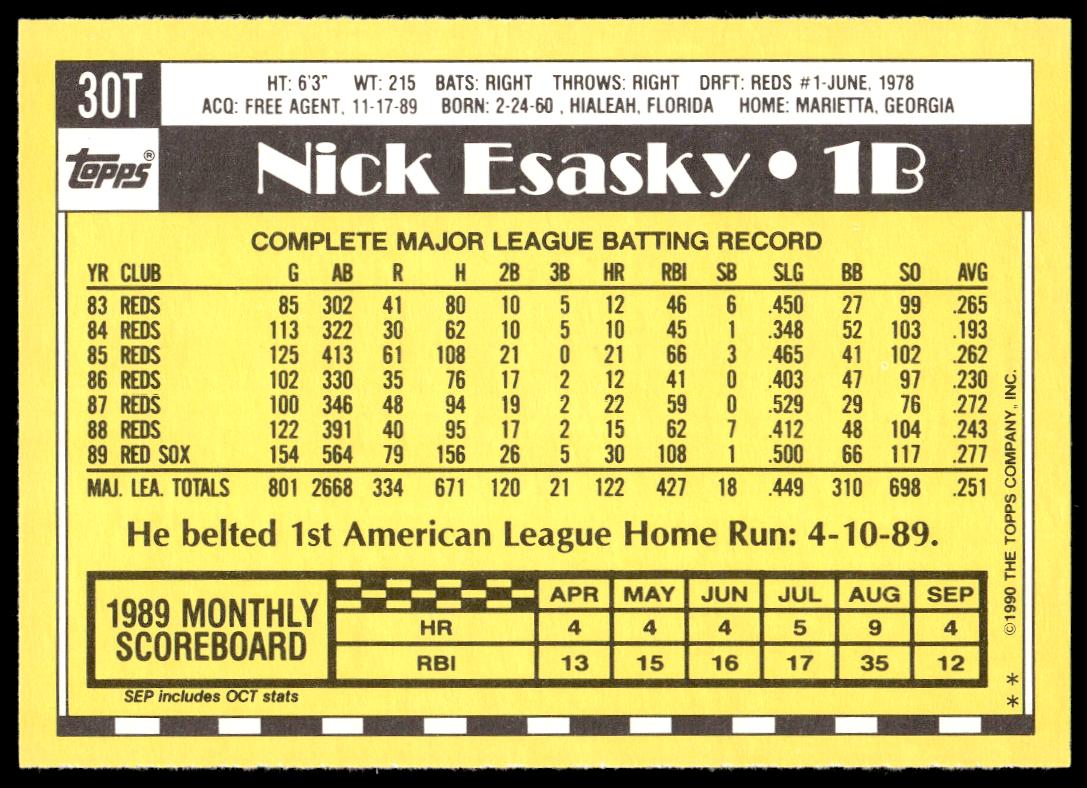 30T
HT: 6'3" WT: 215 BATS: RIGHT THROWS: RIGHT DRFT: REDS #1-JUNE, 1978
ACQ: FREE AGENT, 11-17-89 BORN: 2-24-60 , HIALEAH, FLORIDA HOME: MARIETTA, GEORGIA
TOPPS®
Nick Esasky • 1B
COMPLETE MAJOR LEAGUE BATTING RECORD
YR CLUB G AB R H 2B 3B HR RBI SB SLG BB SO AVG
83 REDS 85 302 41 80 10 5 12 46 6 .450 27 99 .265
84 REDS 113 322 30 62 10 5 10 45 1 .348 52 103 .193
85 REDS 125 413 61 108 21 0 21 66 3 .465 41 102 .262
86 REDS 102 330 35 76 17 2 12 41 0 .403 47 97 .230
87 REDS 100 346 48 94 19 2 22 59 0 .529 29 76 .272
88 REDS 122 391 40 95 17 2 15 62 7 .412 48 104 .243
89 RED SOX 154 564 79 156 26 5 30 108 1 .500 66 117 .277
MAJ. LEA. TOTALS 801 2668 334 671 120 21 122 427 18 .449 310 698 .251
He belted 1st American League Home Run: 4-10-89.
1989 MONTHLY
SCOREBOARD
APR MAY JUN JUL AUG SEP
HR 4 4 4 5 9 4
RBI 13 15 16 17 35 12
SEP includes OCT stats
* * ©1990 THE TOPPS COMPANY, INC.